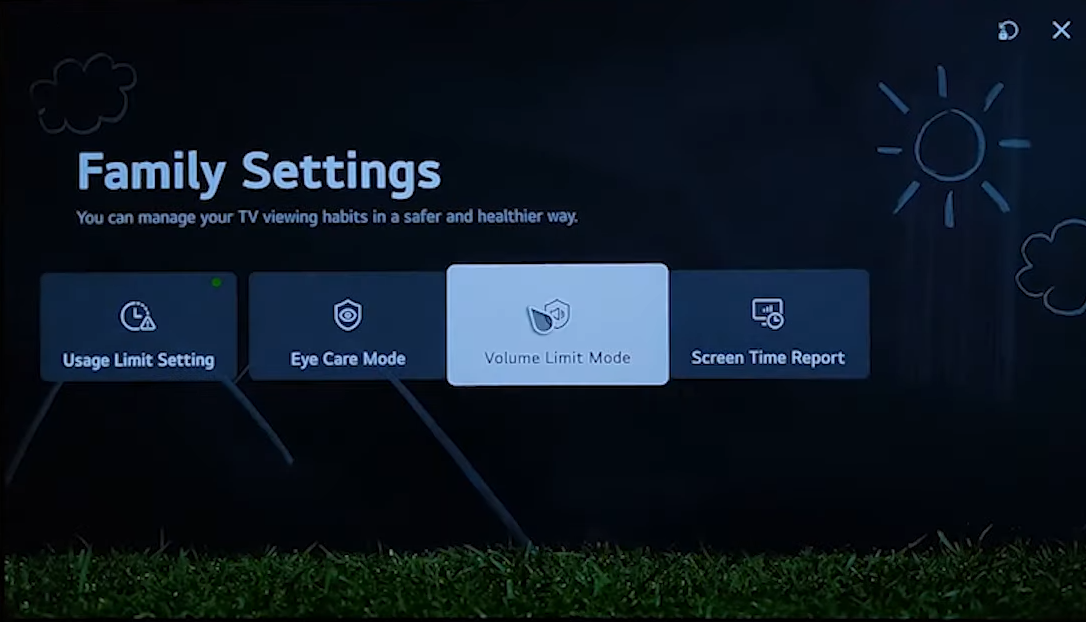 Family Settings
You can manage your TV viewing habits in a safer and healthier way.
Usage Limit Setting
Eye Care Mode
Volume Limit Mode
Screen Time Report